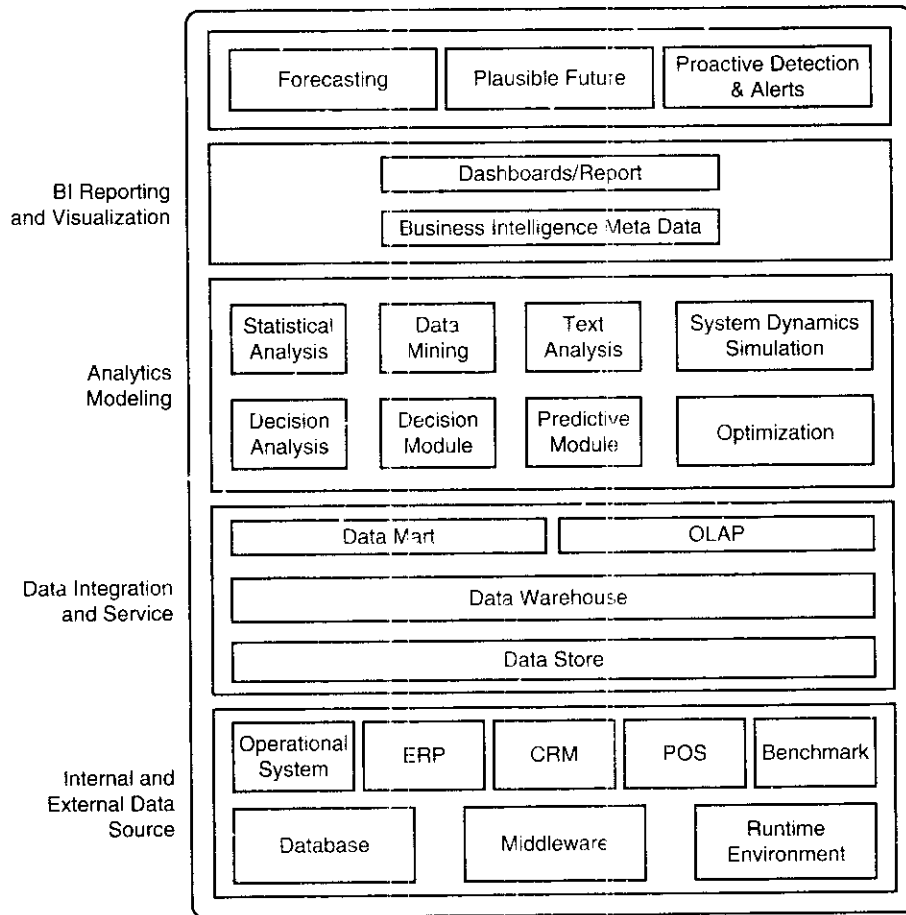 Forecasting
Plausible Future
Proactive Detection
& Alerts
BI Reporting
and Visualization
Dashboards/Report
Business Intelligence Meta Data
Analytics
Modeling
Statistical
Analysis
Data
Mining
Text
Analysis
System Dynamics
Simulation
Decision
Analysis
Decision
Module
Predictive
Module
Optimization
Data Integration
and Service
Data Mart
OLAP
Data Warehouse
Data Store
Internal and
External Data
Source
Operational
System
ERP
CRM
POS
Benchmark
Database
Middleware
Runtime
Environment